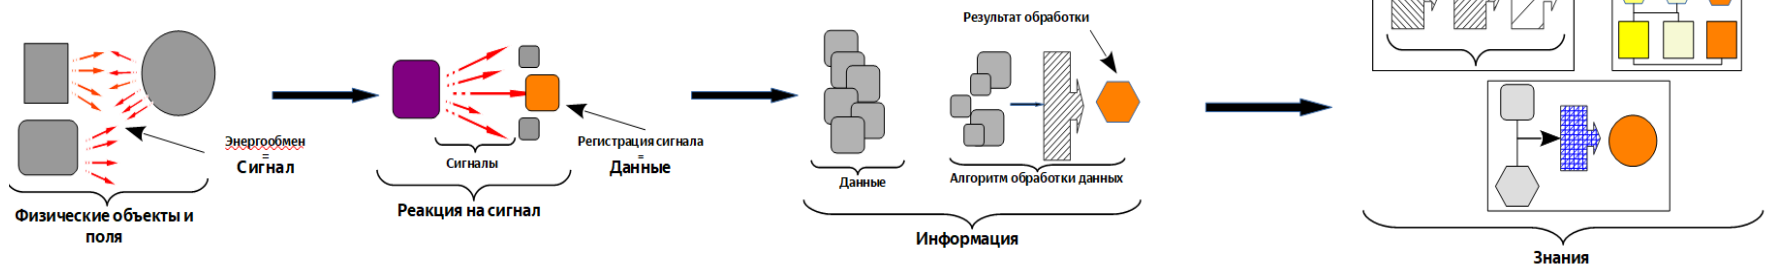 Энергообмен
=
Сигнал
Физические объекты и
поля
Сигналы
Регистрация сигнала
=
Данные
Реакция на сигнал
Результат обработки
Данные
Алгоритм обработки данных
Информация
Знания